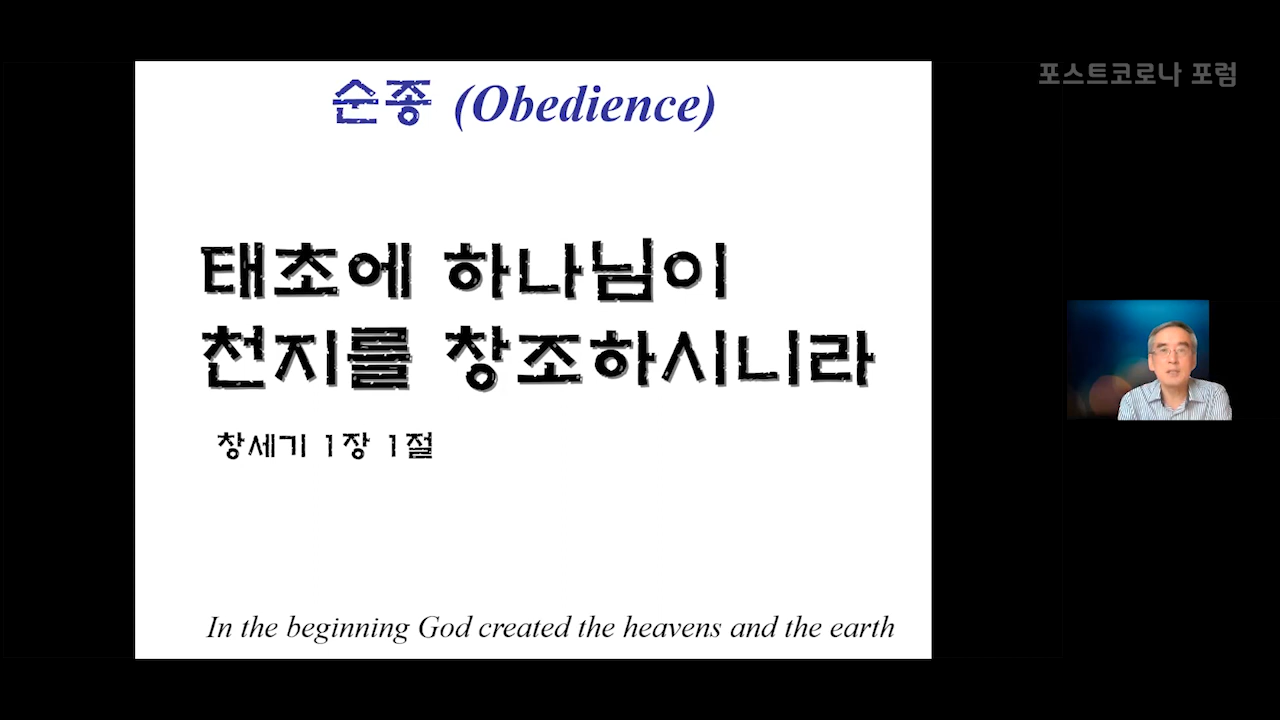 포스트코로나 포럼
순종 (Obedience)
태초에 하나님이
천지를 창조하시니라
창세기 1장 1절
In the beginning God created the heavens and the earth